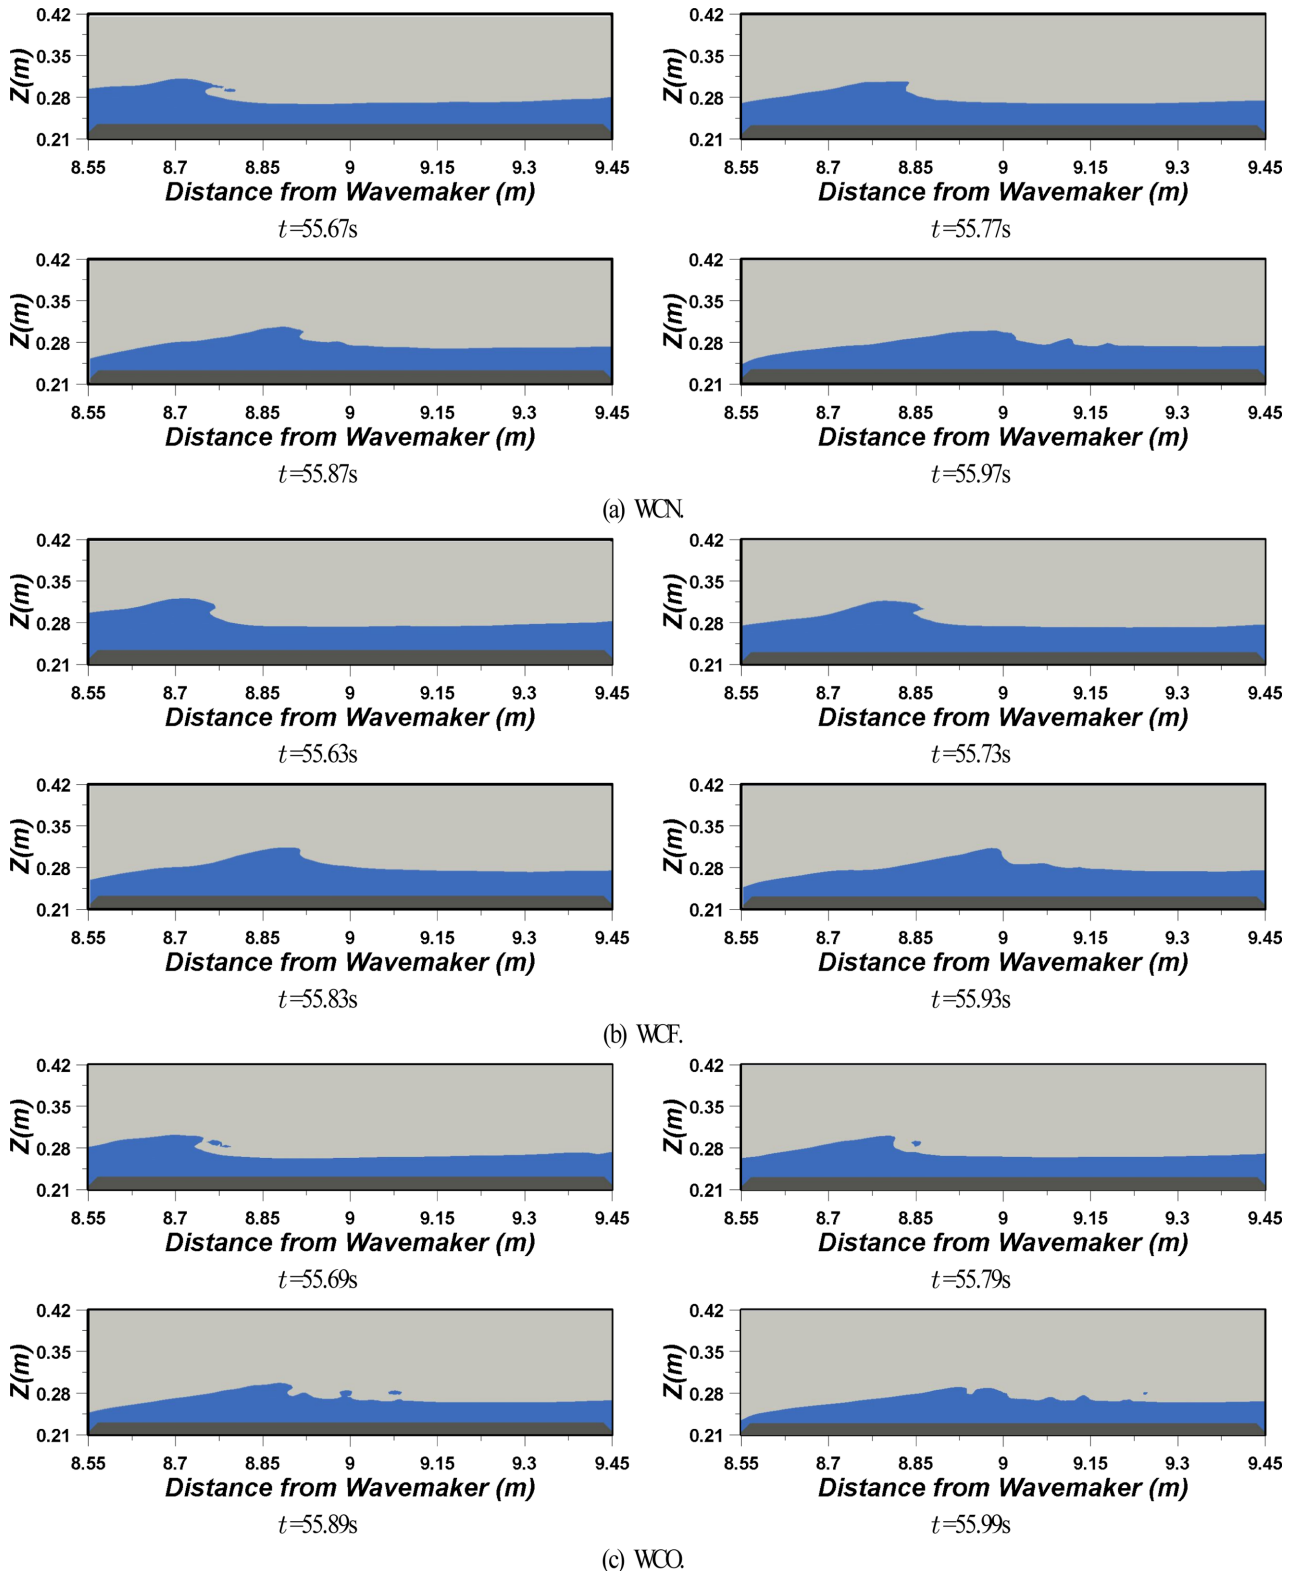 0.42 0.42
0.35 0.35
Z(m) Z(m)
0.28 0.28
0.21 0.21
8.55 8.7 8.85 9 9.15 9.3 9.45 8.55 8.7 8.85 9 9.15 9.3 9.45
Distance from Wavemaker (m) Distance from Wavemaker (m)
t=55.67s t=55.77s
0.42 0.42
0.35 0.35
Z(m) Z(m)
0.28 0.28
0.21 0.21
8.55 8.7 8.85 9 9.15 9.3 9.45 8.55 8.7 8.85 9 9.15 9.3 9.45
Distance from Wavemaker (m) Distance from Wavemaker (m)
t=55.87s t=55.97s
(a) WCN.
0.42 0.42
0.35 0.35
Z(m) Z(m)
0.28 0.28
0.21 0.21
8.55 8.7 8.85 9 9.15 9.3 9.45 8.55 8.7 8.85 9 9.15 9.3 9.45
Distance from Wavemaker (m) Distance from Wavemaker (m)
t=55.63s t=55.73s
0.42 0.42
0.35 0.35
Z(m) Z(m)
0.28 0.28
0.21 0.21
8.55 8.7 8.85 9 9.15 9.3 9.45 8.55 8.7 8.85 9 9.15 9.3 9.45
Distance from Wavemaker (m) Distance from Wavemaker (m)
t=55.83s t=55.93s
(b) WCF.
0.42 0.42
0.35 0.35
Z(m) Z(m)
0.28 0.28
0.21 0.21
8.55 8.7 8.85 9 9.15 9.3 9.45 8.55 8.7 8.85 9 9.15 9.3 9.45
Distance from Wavemaker (m) Distance from Wavemaker (m)
t=55.69s t=55.79s
0.42 0.42
0.35 0.35
Z(m) Z(m)
0.28 0.28
0.21 0.21
8.55 8.7 8.85 9 9.15 9.3 9.45 8.55 8.7 8.85 9 9.15 9.3 9.45
Distance from Wavemaker (m) Distance from Wavemaker (m)
t=55.89s t=55.99s
(c) WCO.